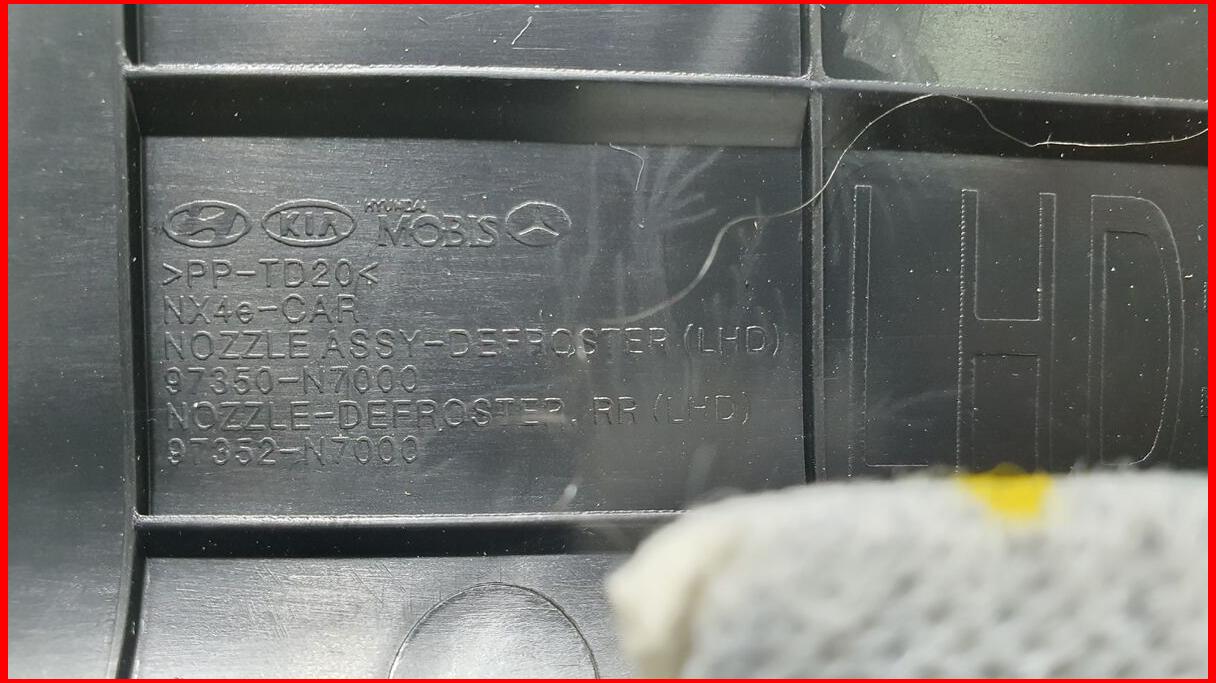 KIA HYUNDAI MOBIS
>PP-TD20<
NX4e-CAR
NOZZLE ASSY-DEFROSTER (LHD)
97350-N7000
NOZZLE-DEFROSTER, RR (LHD)
97352-N7000
LHD